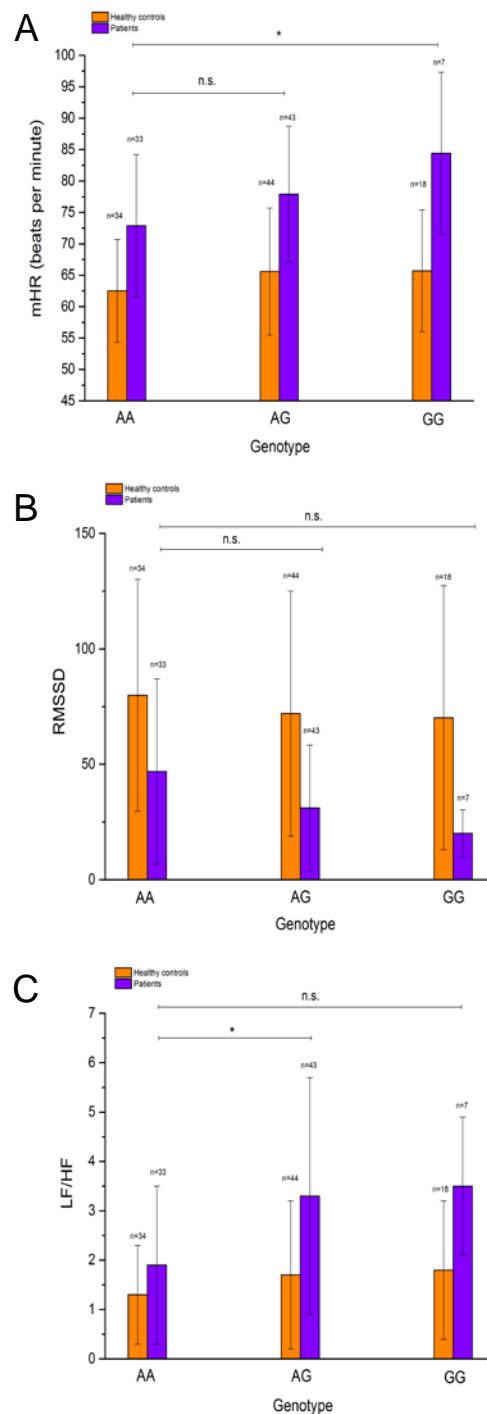 A
Healthy controls
Patients
*
n.s.
n=7
n=43
n=33
n=44
n=18
n=34
100
95
90
85
80
75
70
65
60
55
50
45
mHR (beats per minute)
AA AG GG
Genotype
B
Healthy controls
Patients
n.s.
n.s.
n=34
n=44
n=18
n=33
n=43
n=7
150
100
50
0
RMSSD
AA AG GG
Genotype
C
Healthy controls
Patients
n.s.
*
n=43
n=7
n=33
n=44
n=18
n=34
7
6
5
4
3
2
1
0
LF/HF
AA AG GG
Genotype